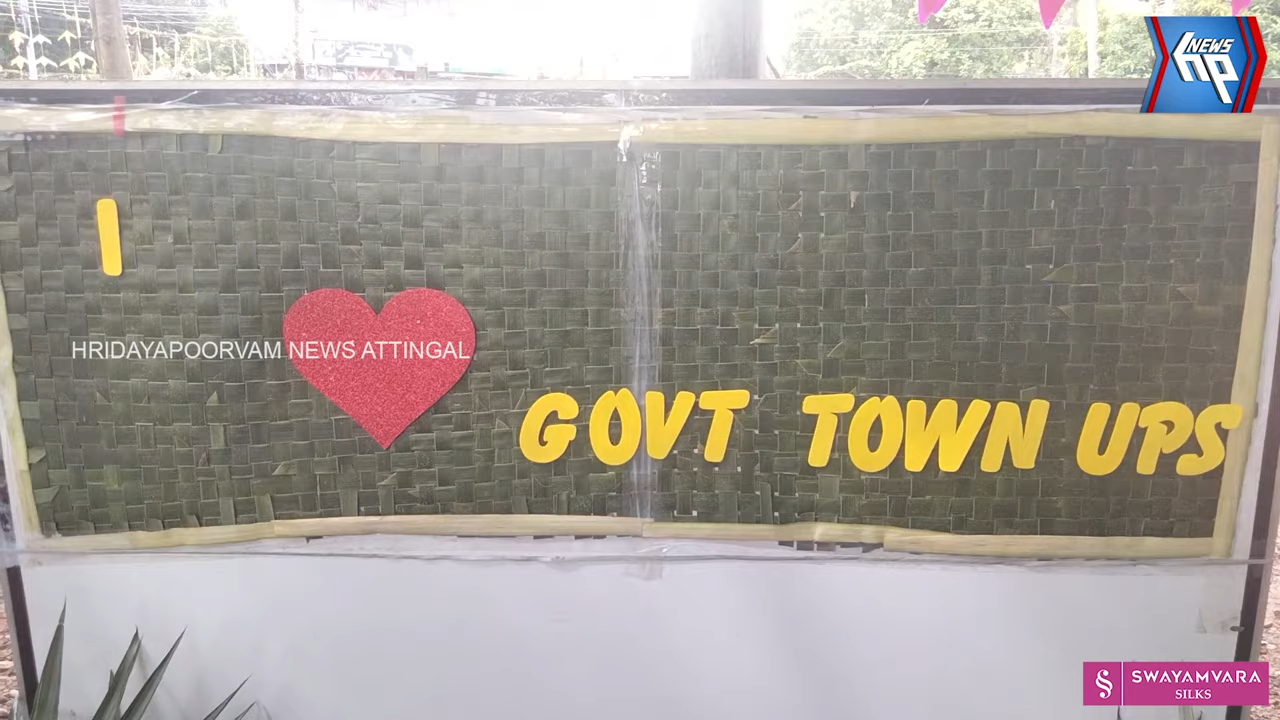 NEWS
hp
I
HRIDAYAPOORVAM NEWS ATTINGAL
GOVT TOWN UPS
SWAYAMVARA
SILKS